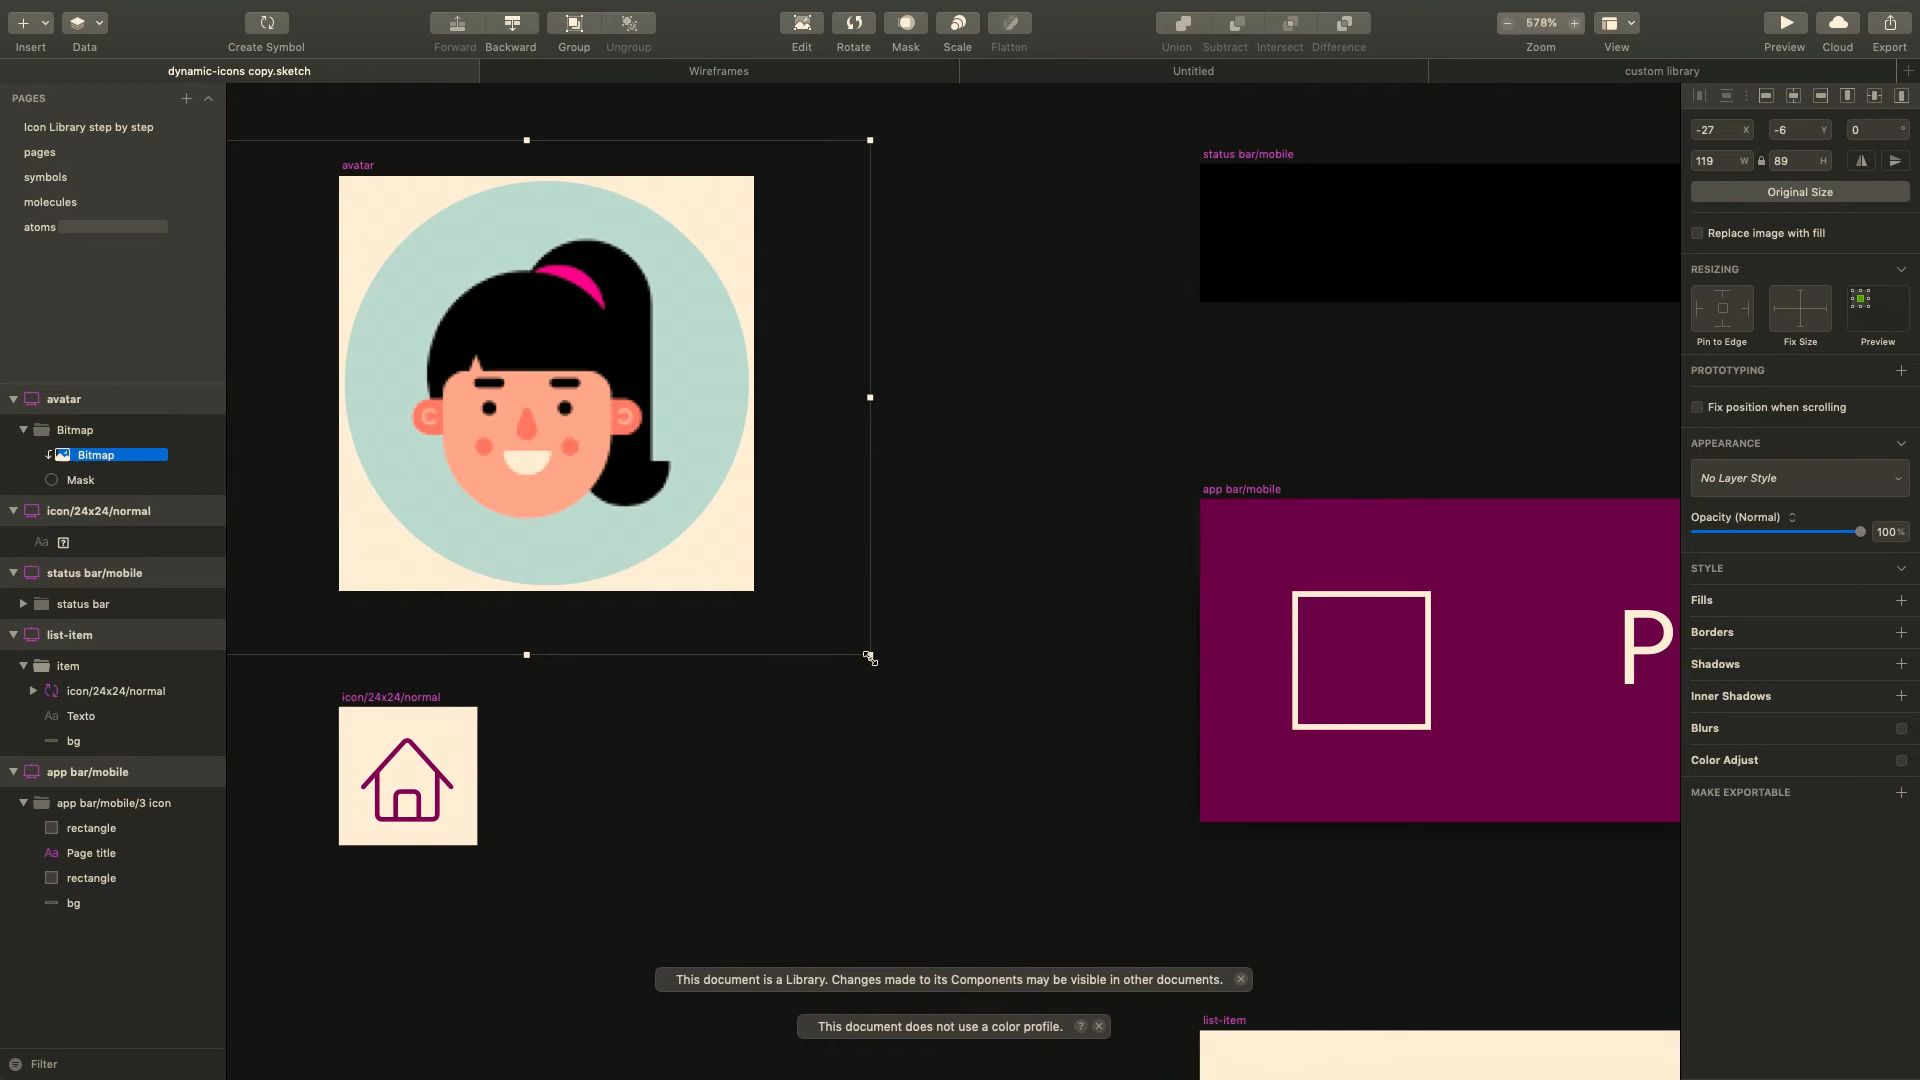 Insert
Data
Create Symbol
Forward
Backward
Group
Ungroup
Edit
Rotate
Mask
Scale
Flatten
Union
Subtract
Intersect
Difference
578%
Zoom
View
Preview
Cloud
Export
dynamic-icons copy.sketch
Wireframes
Untitled
custom library
PAGES
Icon Library step by step
pages
symbols
molecules
atoms
avatar
Bitmap
Bitmap
Mask
icon/24x24/normal
Aa
status bar/mobile
status bar
list-item
item
icon/24x24/normal
Aa Texto
bg
app bar/mobile
app bar/mobile/3 icon
rectangle
Aa Page title
rectangle
bg
Filter
avatar
icon/24x24/normal
status bar/mobile
app bar/mobile
P
list-item
This document is a Library. Changes made to its Components may be visible in other documents.
This document does not use a color profile. ?
-27 X
-6 Y
0 °
119 W
89 H
Original Size
Replace image with fill
RESIZING
Pin to Edge
Fix Size
Preview
PROTOTYPING
Fix position when scrolling
APPEARANCE
No Layer Style
Opacity (Normal)
100%
STYLE
Fills
Borders
Shadows
Inner Shadows
Blurs
Color Adjust
MAKE EXPORTABLE